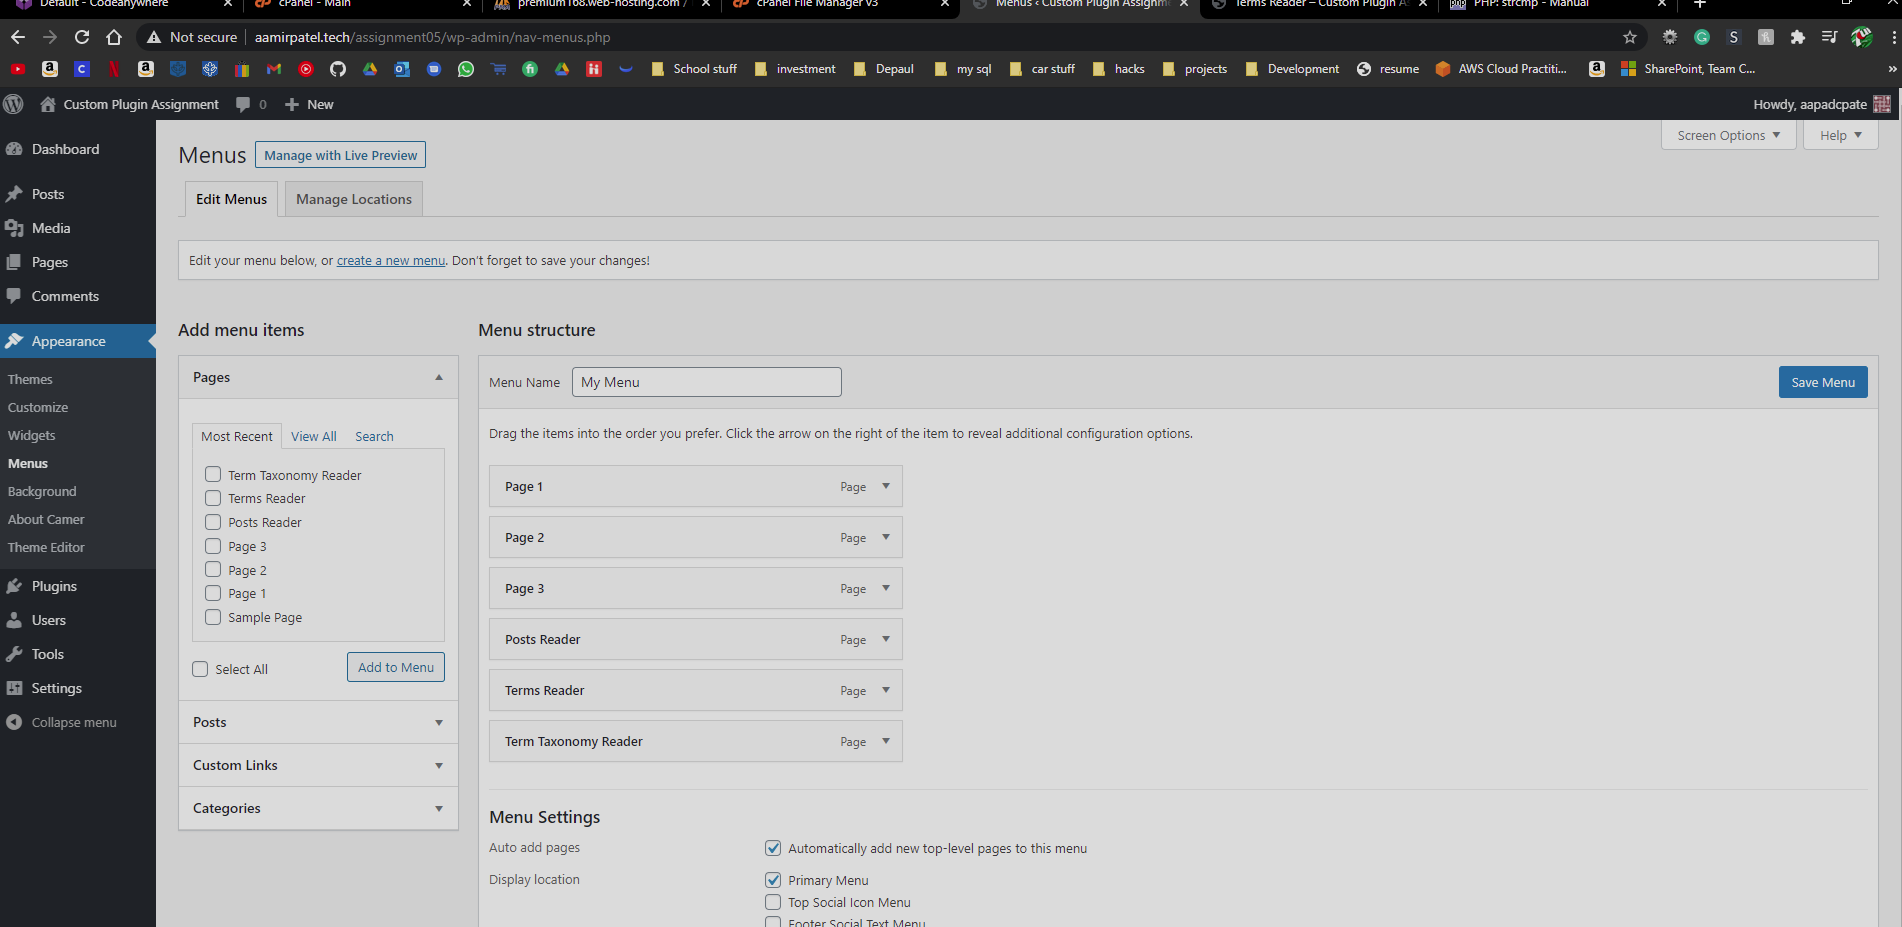 Default - Codeanywhere
cPanel - Main
premium168.web-hosting.com /
cPanel File Manager v3
Menus ‹ Custom Plugin Assignme
Terms Reader – Custom Plugin As
PHP: strcmp - Manual
Not secure aamirpatel.tech/assignment05/wp-admin/nav-menus.php
School stuff investment Depaul my sql car stuff hacks projects Development resume AWS Cloud Practiti... SharePoint, Team C...
Custom Plugin Assignment 0 New Howdy, aapadcpate
Dashboard
Posts
Media
Pages
Comments
Appearance
Themes
Customize
Widgets
Menus
Background
About Camer
Theme Editor
Plugins
Users
Tools
Settings
Collapse menu
Screen Options Help
Menus Manage with Live Preview
Edit Menus Manage Locations
Edit your menu below, or create a new menu. Don't forget to save your changes!
Add menu items
Pages
Most Recent View All Search
Term Taxonomy Reader
Terms Reader
Posts Reader
Page 3
Page 2
Page 1
Sample Page
Select All Add to Menu
Posts
Custom Links
Categories
Menu structure
Menu Name My Menu Save Menu
Drag the items into the order you prefer. Click the arrow on the right of the item to reveal additional configuration options.
Page 1 Page
Page 2 Page
Page 3 Page
Posts Reader Page
Terms Reader Page
Term Taxonomy Reader Page
Menu Settings
Auto add pages Automatically add new top-level pages to this menu
Display location Primary Menu
Top Social Icon Menu
Footer Social Text Menu